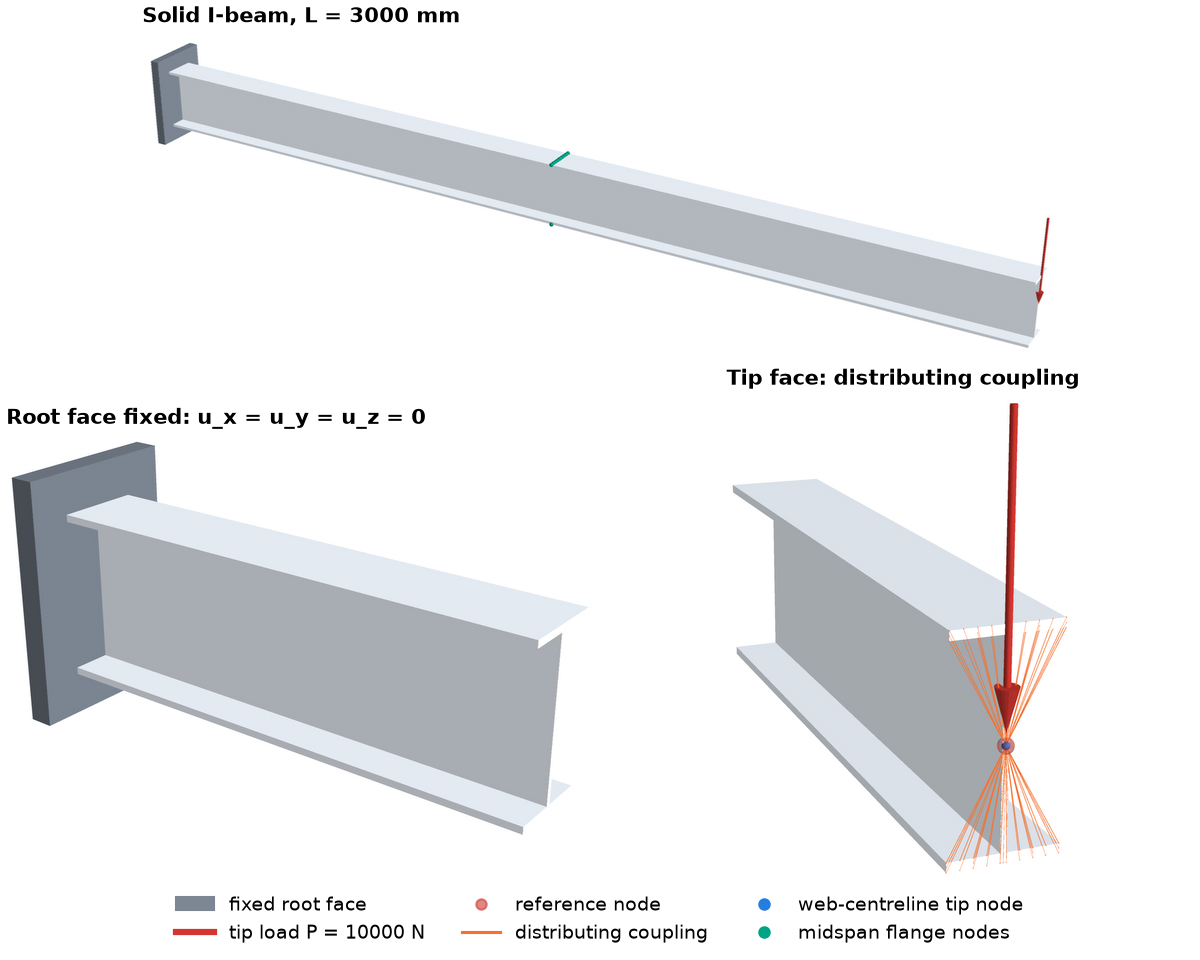 Solid I-beam, L = 3000 mm
Tip face: distributing coupling
Root face fixed: u_x = u_y = u_z = 0
fixed root face
reference node
web-centreline tip node
tip load P = 10000 N
distributing coupling
midspan flange nodes